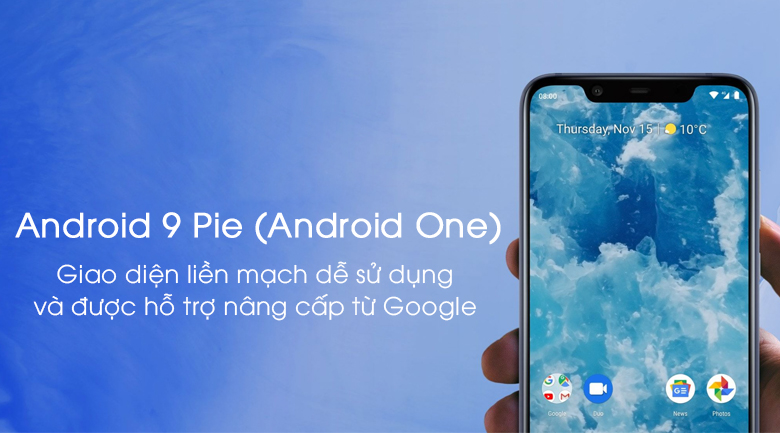 08:00
Thursday, Nov 15 | 10°C
Android 9 Pie (Android One)
Giao diện liền mạch dễ sử dụng
và được hỗ trợ nâng cấp từ Google
Google Duo News Photos